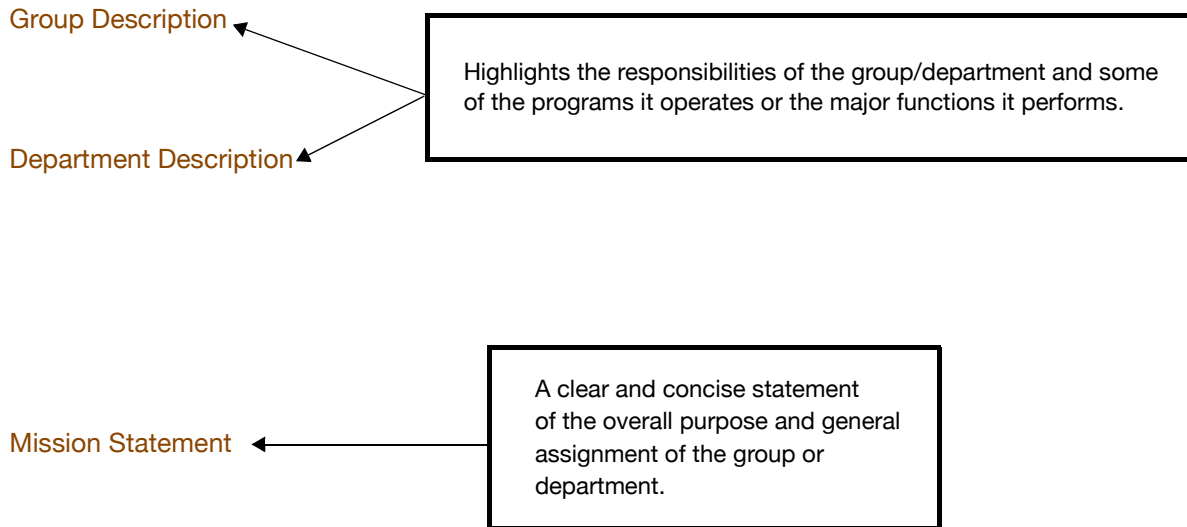 Group Description
Highlights the responsibilities of the group/department and some
of the programs it operates or the major functions it performs.
Department Description
A clear and concise statement
of the overall purpose and general
assignment of the group or
department.
Mission Statement